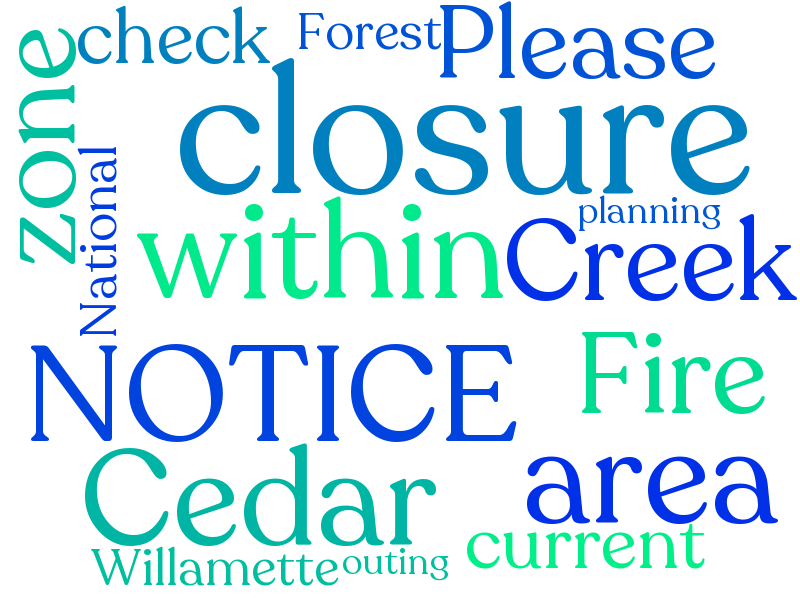 check
Forest
Please
zone
closure
National
planning
within
Creek
NOTICE
Fire
Cedar
area
current
Willamette
outing